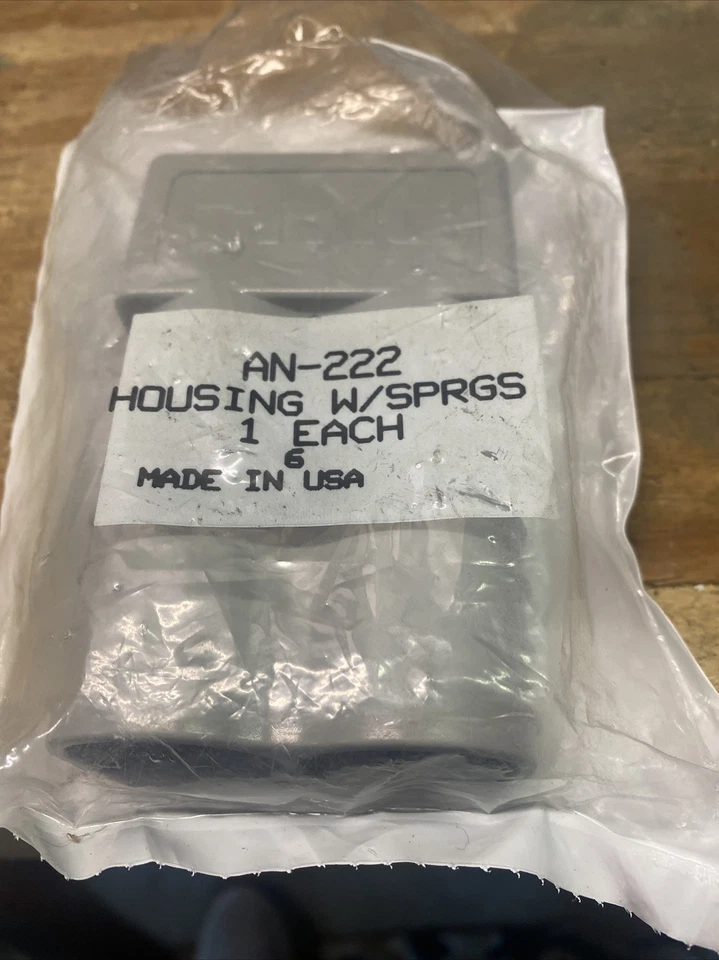 AN-222
HOUSING W/SPRGS
1 EACH
6
MADE IN USA